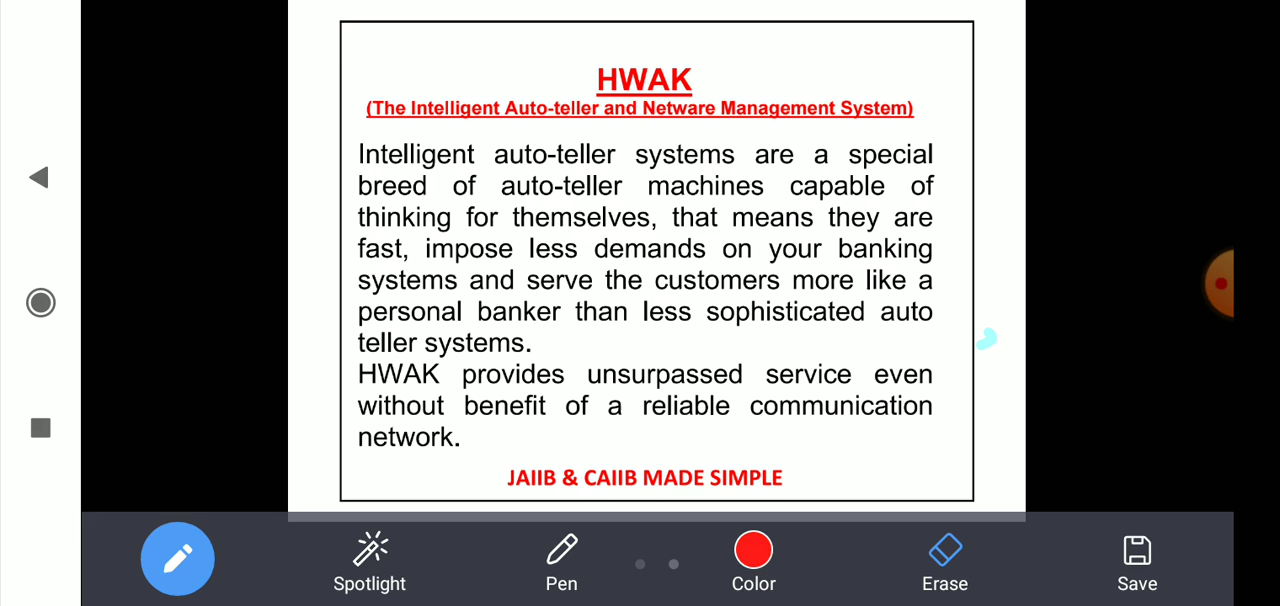 HWAK
(The Intelligent Auto-teller and Netware Management System)
Intelligent auto-teller systems are a special
breed of auto-teller machines capable of
thinking for themselves, that means they are
fast, impose less demands on your banking
systems and serve the customers more like a
personal banker than less sophisticated auto
teller systems.
HWAK provides unsurpassed service even
without benefit of a reliable communication
network.
JAIIB & CAIIB MADE SIMPLE
Spotlight
Pen
Color
Erase
Save